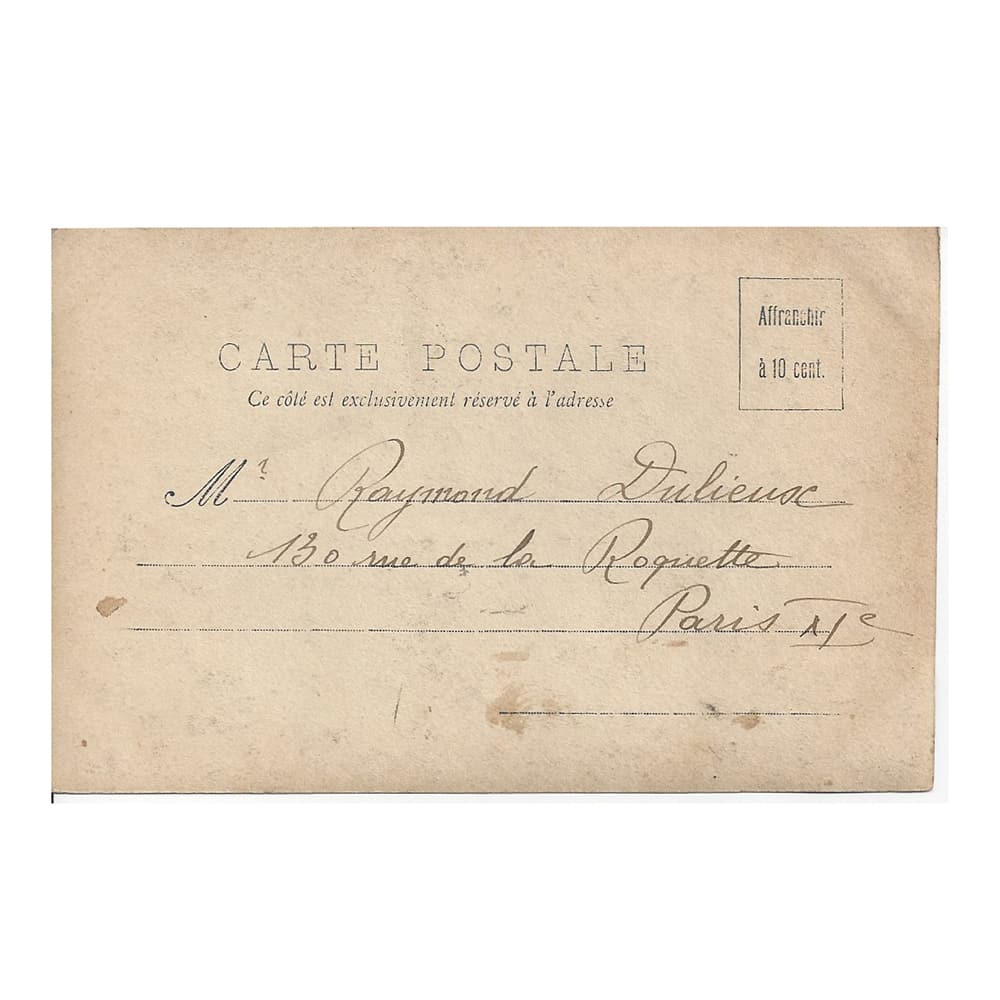 CARTE POSTALE
Ce côté est exclusivement réservé à l'adresse
Affranchir
à 10 cent.
Mr Raymond Dulieux
130 rue de la Roquette
Paris XIe